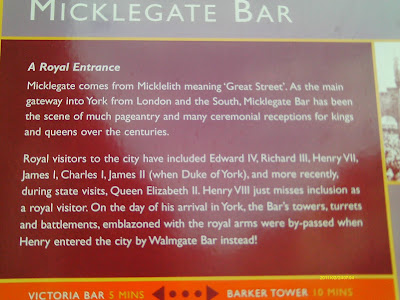 MICKLEGATE BAR
A Royal Entrance
Micklegate comes from Micklelith meaning 'Great Street'. As the main
gateway into York from London and the South, Micklegate Bar has been
the scene of much pageantry and many ceremonial receptions for kings
and queens over the centuries.
Royal visitors to the city have included Edward IV, Richard III, Henry VII,
James I, Charles I, James II (when Duke of York), and more recently,
during state visits, Queen Elizabeth II. Henry VIII just misses inclusion as
a royal visitor. On the day of his arrival in York, the Bar's towers, turrets
and battlements, emblazoned with the royal arms were by-passed when
Henry entered the city by Walmgate Bar instead!
VICTORIA BAR 5 MINS BARKER TOWER 10 MINS